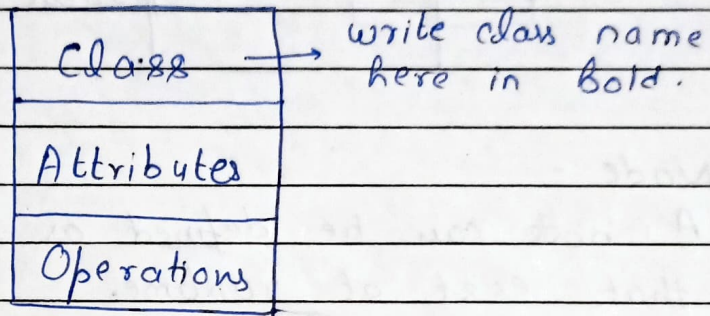 Class → write class name
here in Bold.
Attributes
Operations